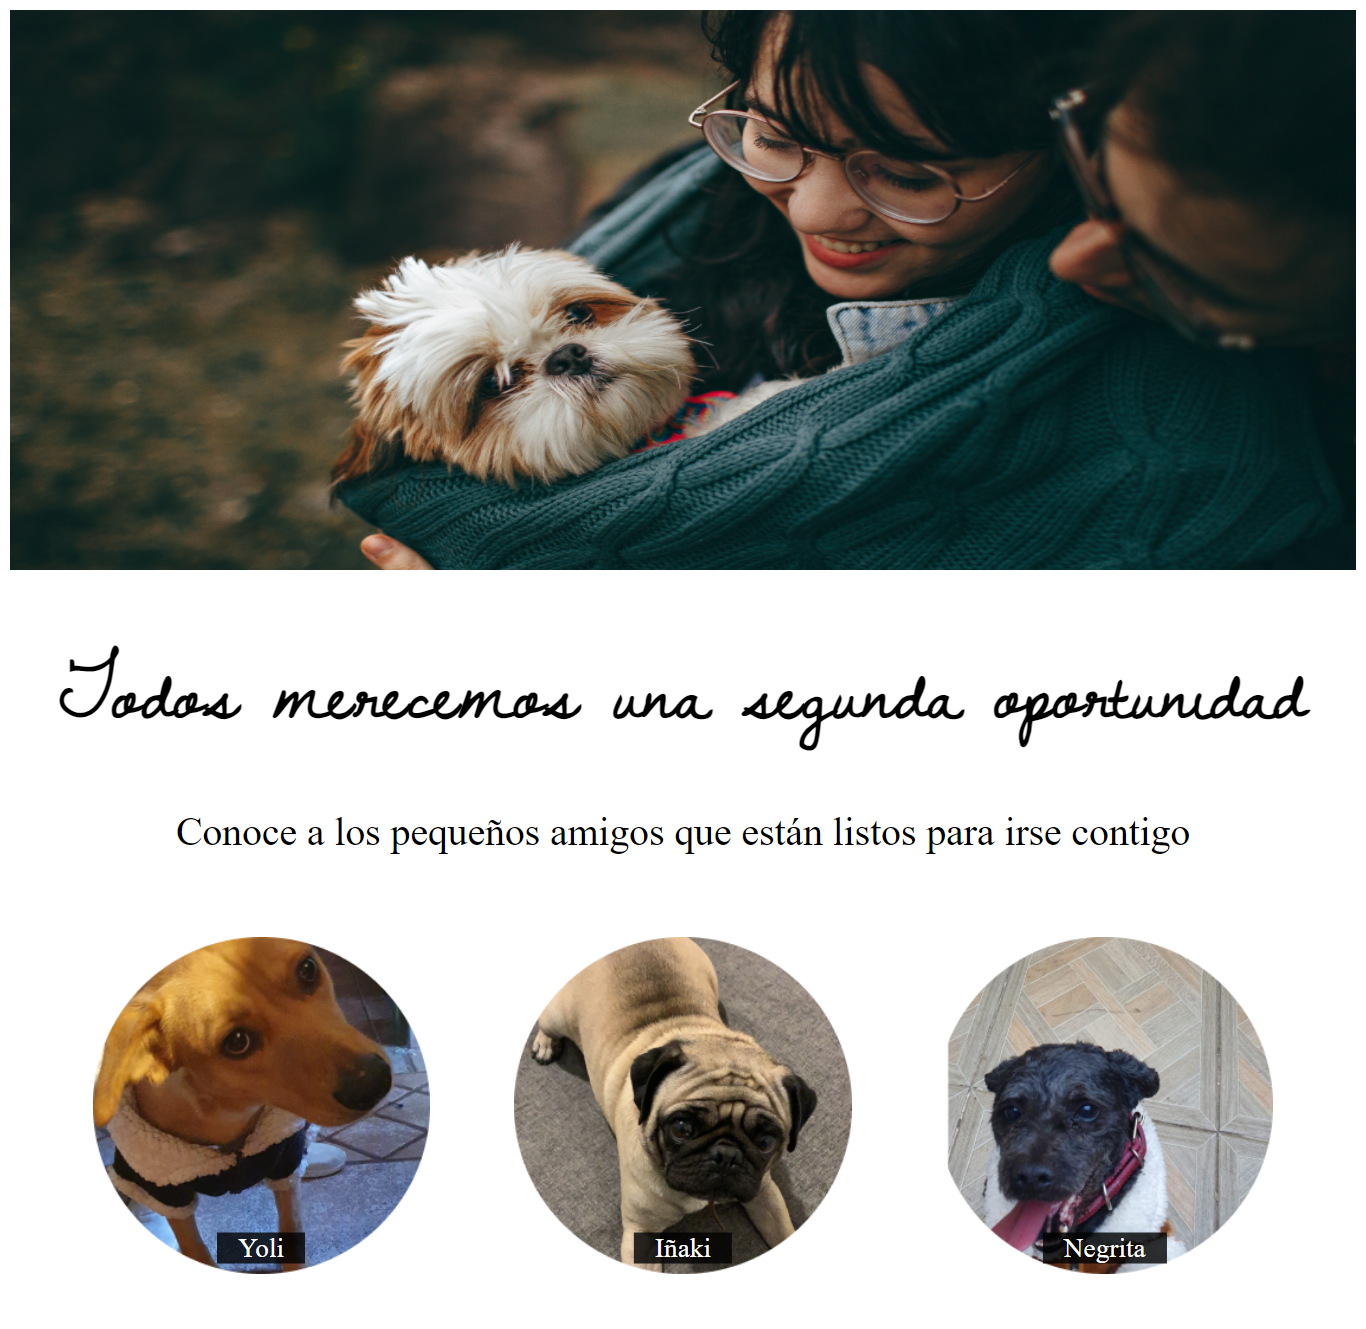 Todos merecemos una segunda oportunidad
Conoce a los pequeños amigos que están listos para irse contigo
Yoli
Iñaki
Negrita